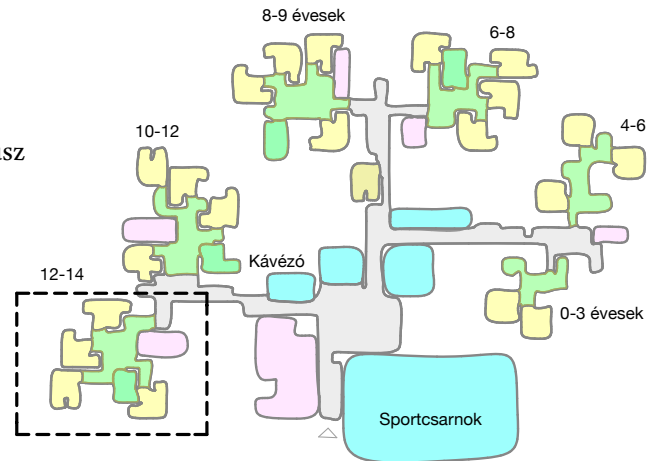 8-9 évesek
6-8
4-6
10-12
Kávézó
12-14
0-3 évesek
Sportcsarnok